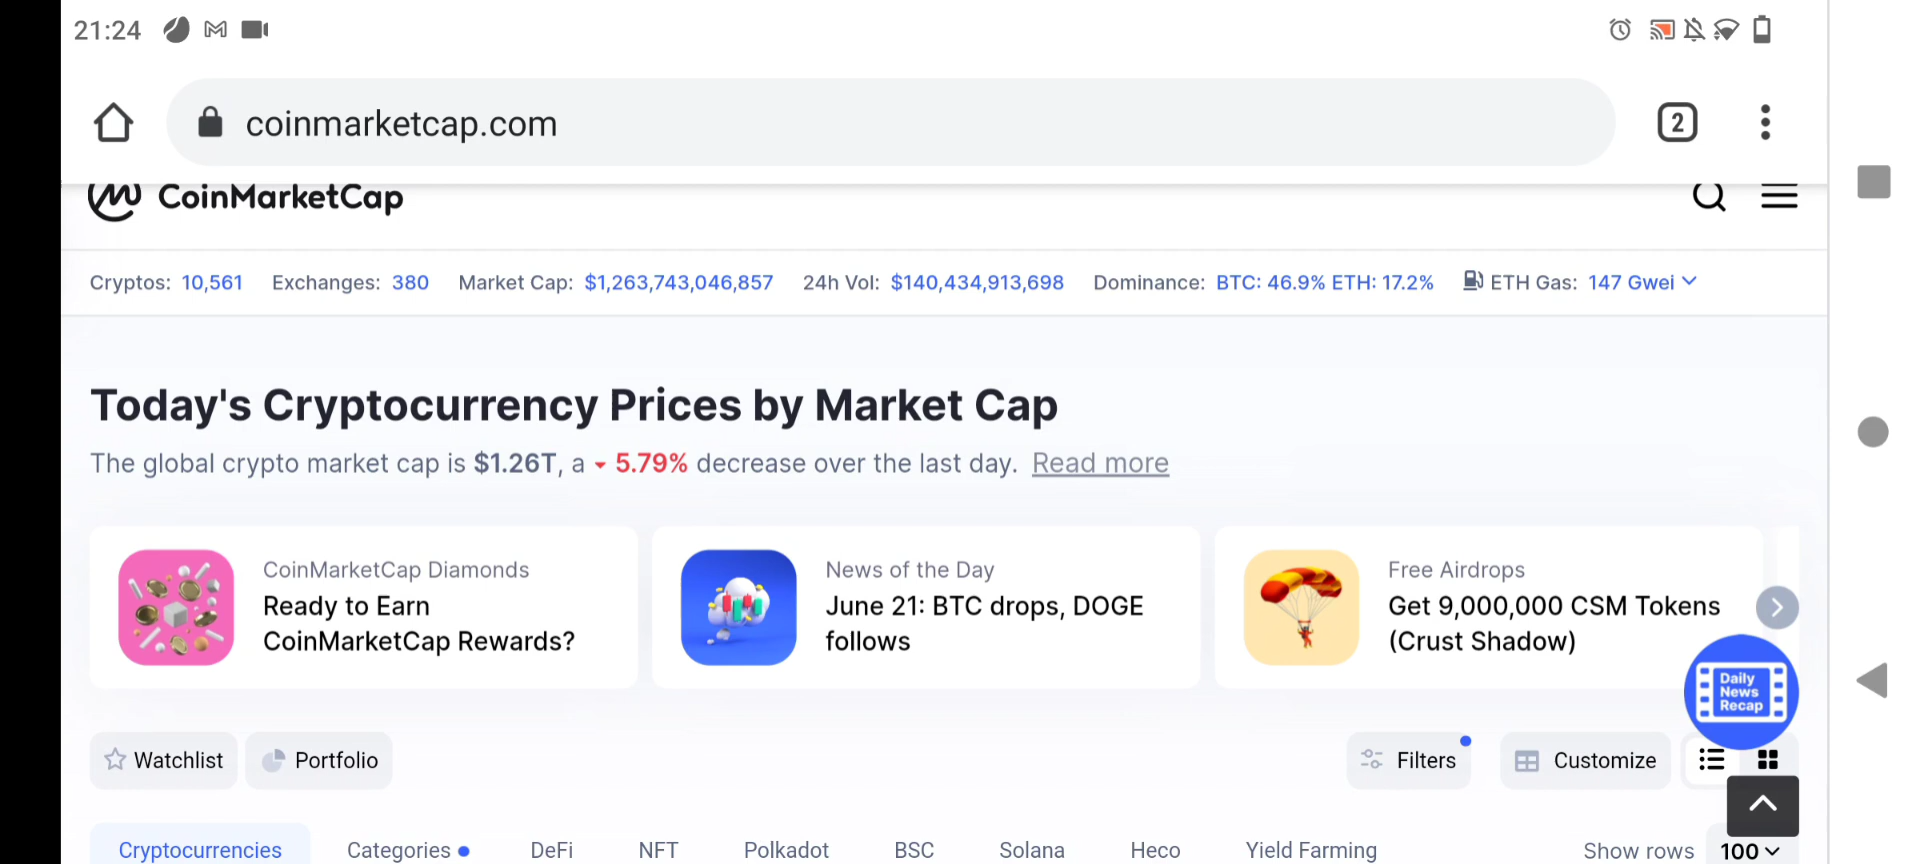 21:24
coinmarketcap.com
2
CoinMarketCap
Cryptos: 10,561 Exchanges: 380 Market Cap: $1,263,743,046,857 24h Vol: $140,434,913,698 Dominance: BTC: 46.9% ETH: 17.2% ETH Gas: 147 Gwei
Today's Cryptocurrency Prices by Market Cap
The global crypto market cap is $1.26T, a 5.79% decrease over the last day. Read more
CoinMarketCap Diamonds
Ready to Earn
CoinMarketCap Rewards?
News of the Day
June 21: BTC drops, DOGE
follows
Free Airdrops
Get 9,000,000 CSM Tokens
(Crust Shadow)
Daily
News
Recap
Watchlist Portfolio Filters Customize
Cryptocurrencies Categories DeFi NFT Polkadot BSC Solana Heco Yield Farming Show rows 100